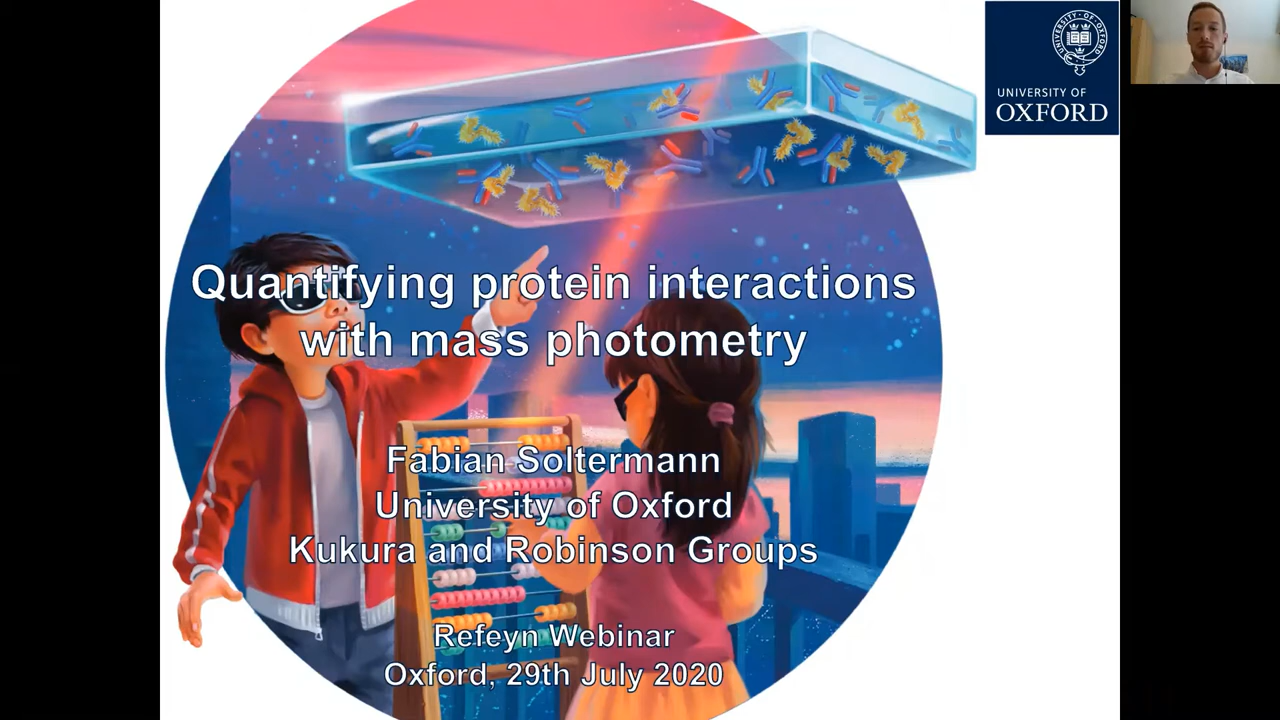 Quantifying protein interactions
with mass photometry
Fabian Soltermann
University of Oxford
Kukura and Robinson Groups
Refeyn Webinar
Oxford, 29th July 2020
UNIVERSITY OF
OXFORD